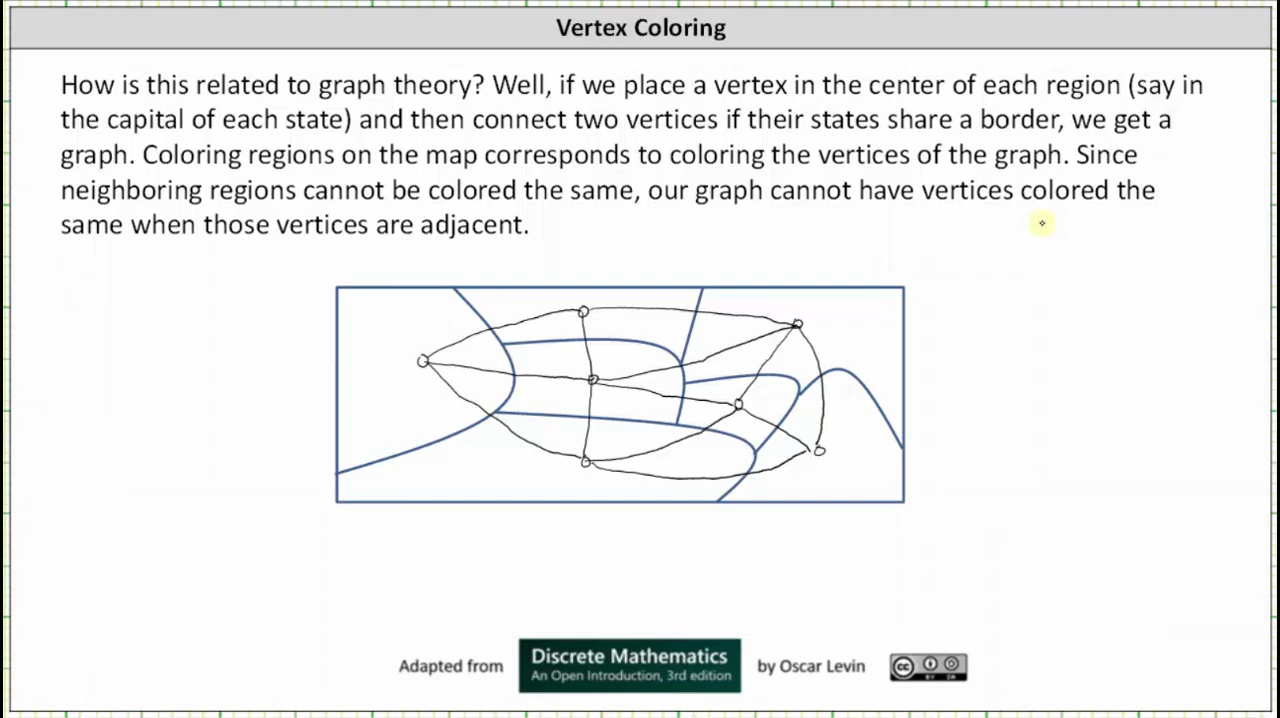 Vertex Coloring
How is this related to graph theory? Well, if we place a vertex in the center of each region (say in
the capital of each state) and then connect two vertices if their states share a border, we get a
graph. Coloring regions on the map corresponds to coloring the vertices of the graph. Since
neighboring regions cannot be colored the same, our graph cannot have vertices colored the
same when those vertices are adjacent.
Adapted from
Discrete Mathematics
An Open Introduction, 3rd edition
by Oscar Levin
cc
BY SA